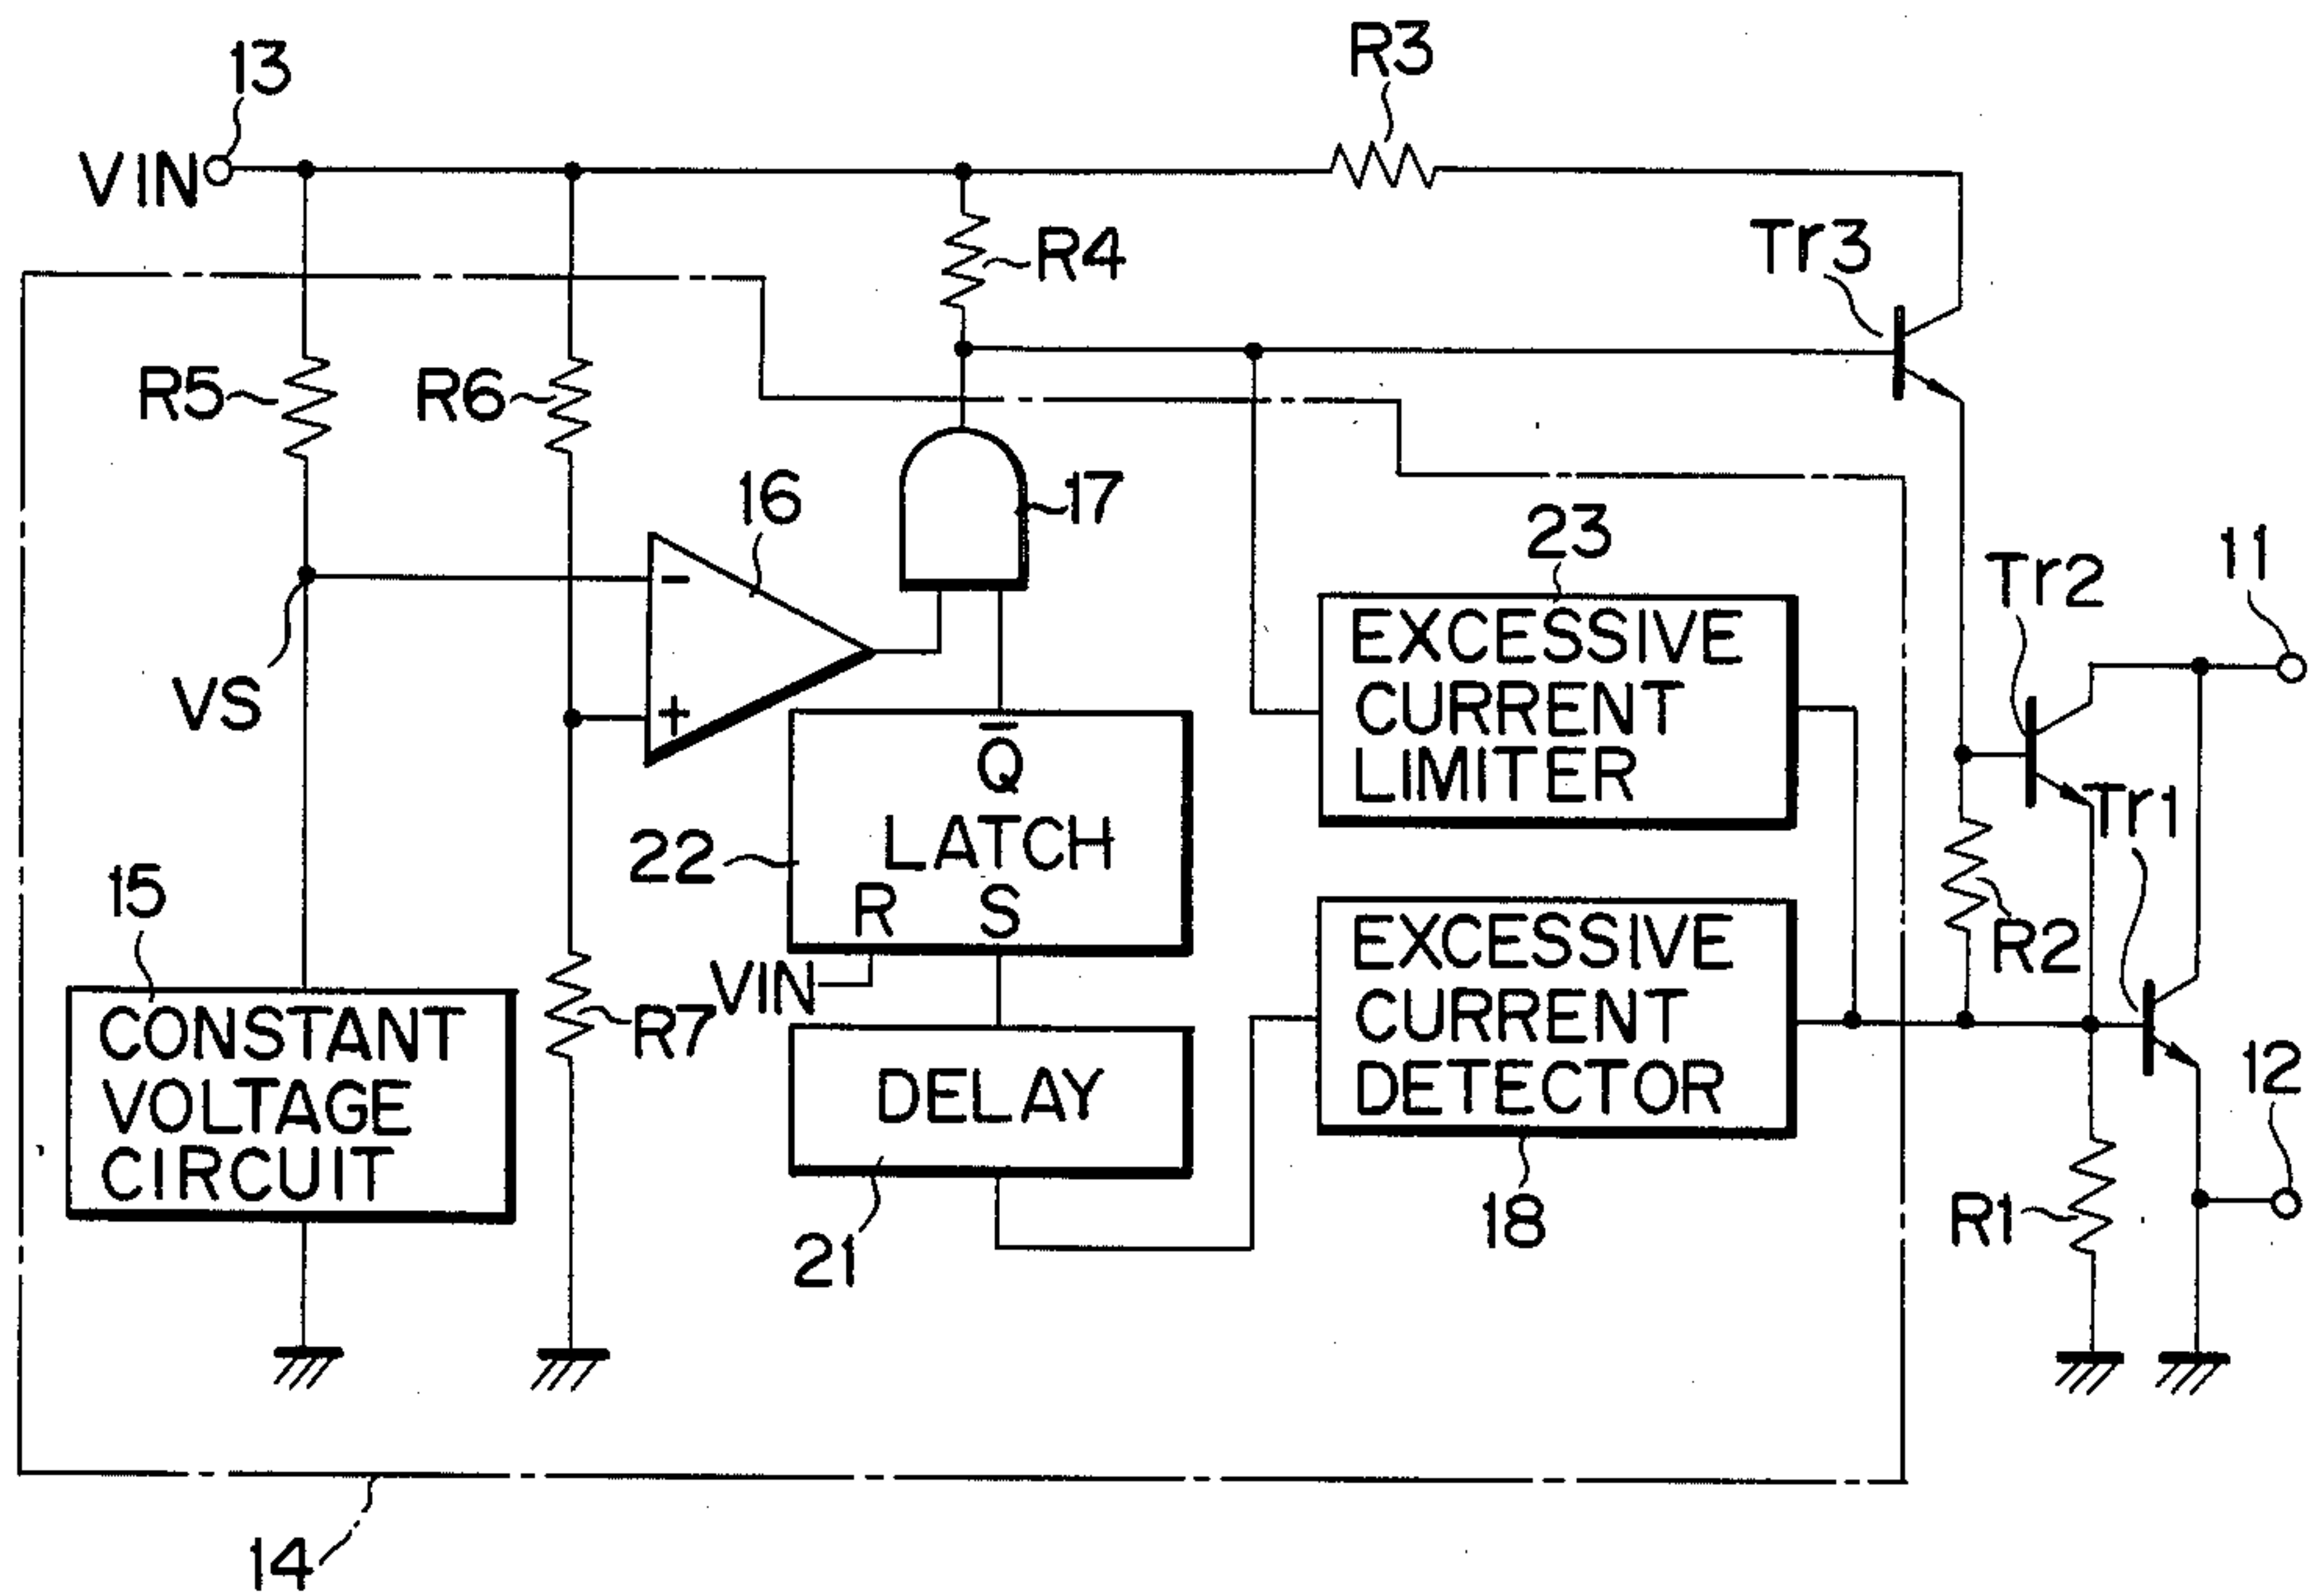 13
R3
VIN
R4
Tr3
R5
R6
16
17
23
Tr2
11
-
EXCESSIVE
CURRENT
LIMITER
VS
+
Q̅
LATCH
R S
22
Tr1
15
R2
VIN
EXCESSIVE
CURRENT
DETECTOR
CONSTANT
VOLTAGE
CIRCUIT
R7
DELAY
12
R1
18
21
14